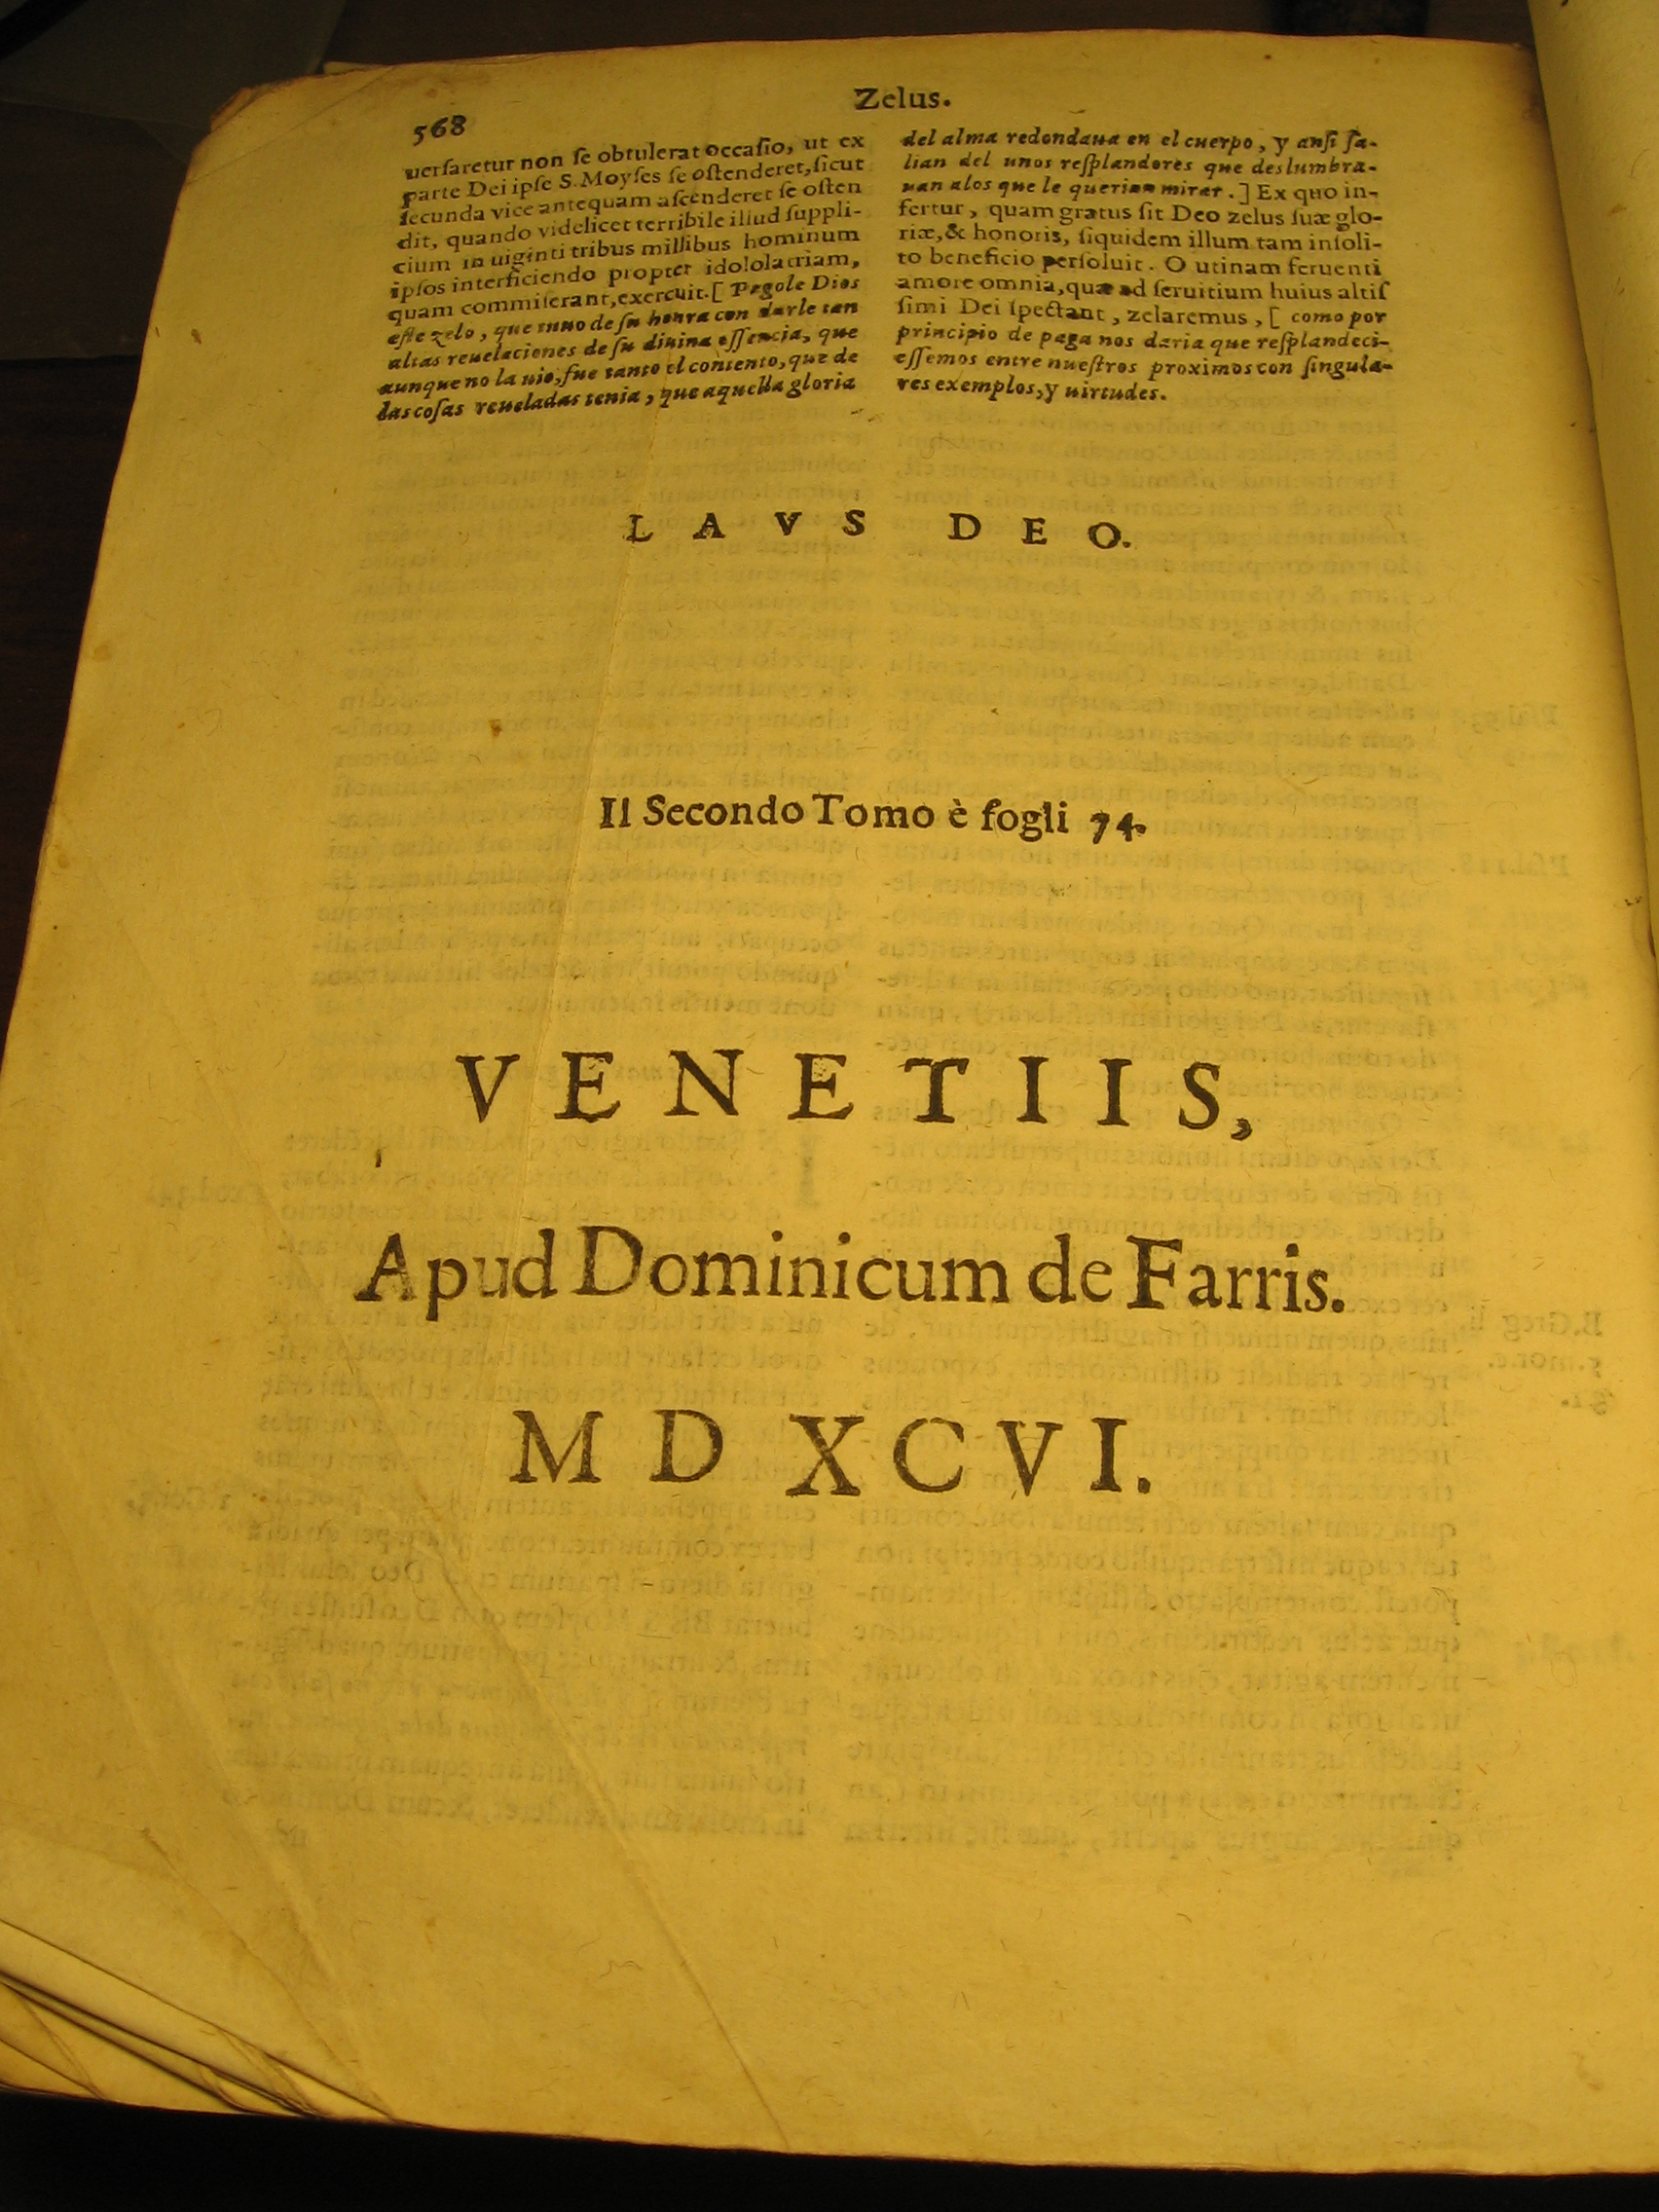 568
Zelus.
uersaretur non se obtulerat occasio, ut ex
parte Dei ipse S. Moyses se ostenderet, sicut
secunda vice antequam ascenderet se osten
dit, quando videlicet terribile illud suppli-
cium in uiginti tribus millibus hominum
ipsos interficiendo propter idololatriam,
quam commiserant, exercuit. [ Pagole Dios
este zelo, que tuuo de su honra con darle tan
altas reuelaciones de su diuina essencia, que
aunque no la uio, fue tanto el contento, que de
las cosas reueladas tenia, que aquella gloria
del alma redondaua en el cuerpo, y ansi sa-
lian del unos resplandores que deslumbra-
uan a los que le querian mirar. ] Ex quo in-
fertur, quam gratus sit Deo zelus suæ glo-
riæ, & honoris, siquidem illum tam insoli-
to beneficio persoluit. O utinam feruenti
amore omnia, quæ ad seruitium huius altis
simi Dei spectant, zelaremus, [ como por
principio de paga nos daria que resplandeci-
essemos entre nuestros proximos con singula-
res exemplos, y uirtudes.
LAVS DEO.
Il Secondo Tomo è fogli 74.
VENETIIS,
Apud Dominicum de Farris.
MDXCVI.